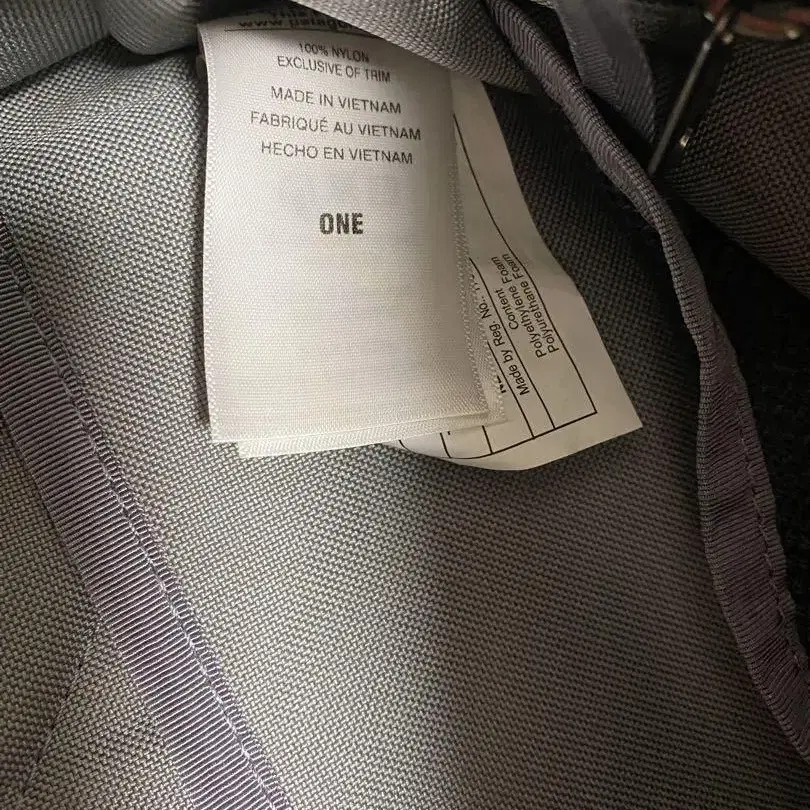 100% NYLON
EXCLUSIVE OF TRIM
MADE IN VIETNAM
FABRIQUÉ AU VIETNAM
HECHO EN VIETNAM
ONE
Made by Reg. No.:
Content Foam
Polyethylene Foam
Polyurethane Foam